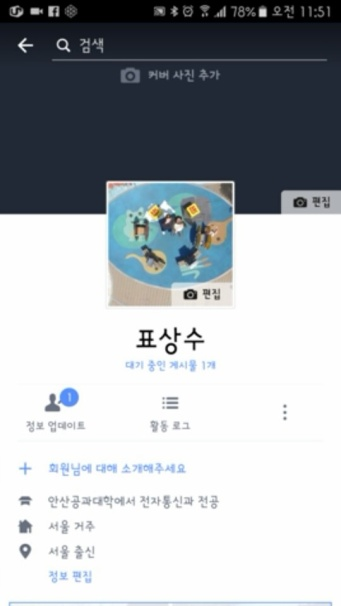 78% 오전 11:51
검색
커버 사진 추가
편집
편집
표상수
대기 중인 게시물 1개
1
정보 업데이트
활동 로그
회원님에 대해 소개해주세요
안산공과대학에서 전자통신과 전공
서울 거주
서울 출신
정보 편집